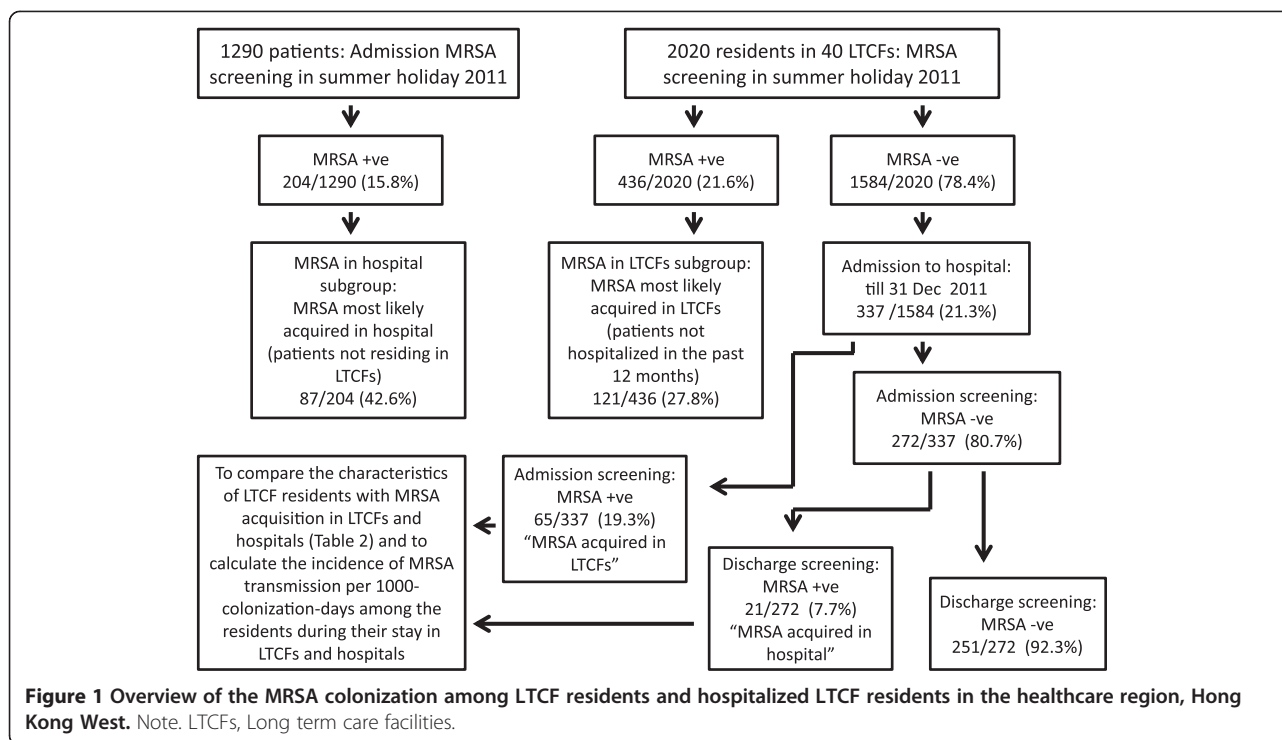 1290 patients: Admission MRSA
screening in summer holiday 2011
2020 residents in 40 LTCFs: MRSA
screening in summer holiday 2011
MRSA +ve
204/1290 (15.8%)
MRSA +ve
436/2020 (21.6%)
MRSA -ve
1584/2020 (78.4%)
MRSA in hospital
subgroup:
MRSA most likely
acquired in hospital
(patients not residing in
LTCFs)
87/204 (42.6%)
MRSA in LTCFs subgroup:
MRSA most likely
acquired in LTCFs
(patients not
hospitalized in the past
12 months)
121/436 (27.8%)
Admission to hospital:
till 31 Dec 2011
337 /1584 (21.3%)
Admission screening:
MRSA -ve
272/337 (80.7%)
To compare the characteristics
of LTCF residents with MRSA
acquisition in LTCFs and
hospitals (Table 2) and to
calculate the incidence of MRSA
transmission per 1000-
colonization-days among the
residents during their stay in
LTCFs and hospitals
Admission screening:
MRSA +ve
65/337 (19.3%)
“MRSA acquired in
LTCFs”
Discharge screening:
MRSA +ve
21/272 (7.7%)
“MRSA acquired in
hospital”
Discharge screening:
MRSA -ve
251/272 (92.3%)
Figure 1 Overview of the MRSA colonization among LTCF residents and hospitalized LTCF residents in the healthcare region, Hong
Kong West. Note. LTCFs, Long term care facilities.